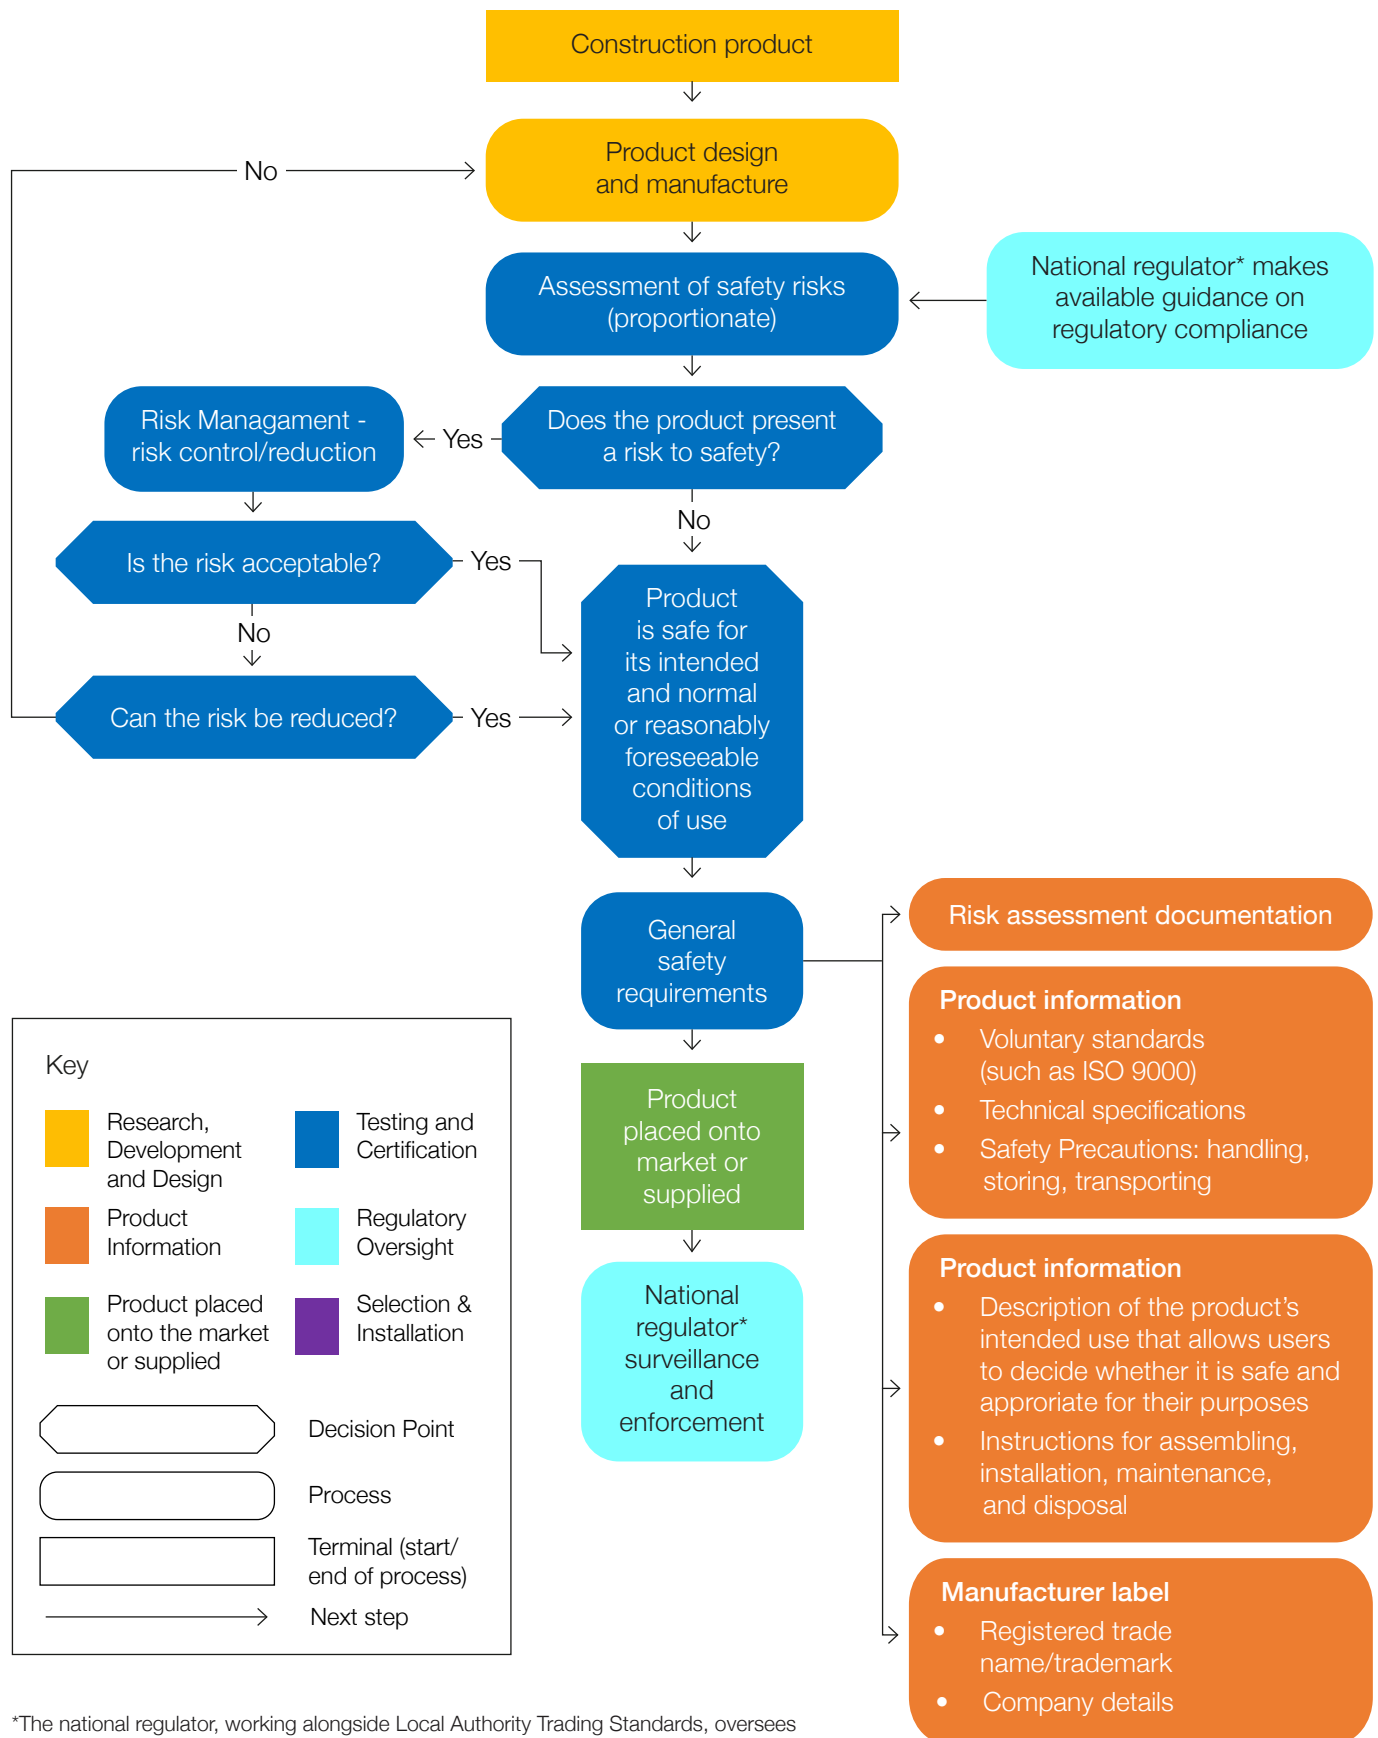 Construction product
Product design
and manufacture
No
Assessment of safety risks
(proportionate)
National regulator* makes
available guidance on
regulatory compliance
Does the product present
a risk to safety?
Yes
Risk Managament -
risk control/reduction
No
Is the risk acceptable?
Yes
No
Can the risk be reduced?
Yes
Product
is safe for
its intended
and normal
or reasonably
foreseeable
conditions
of use
General
safety
requirements
Risk assessment documentation
Product information
• Voluntary standards
(such as ISO 9000)
• Technical specifications
• Safety Precautions: handling,
storing, transporting
Product information
• Description of the product's
intended use that allows users
to decide whether it is safe and
approriate for their purposes
• Instructions for assembling,
installation, maintenance,
and disposal
Manufacturer label
• Registered trade
name/trademark
• Company details
Product
placed onto
market or
supplied
National
regulator*
surveillance
and
enforcement
Key
Research,
Development
and Design
Testing and
Certification
Product
Information
Regulatory
Oversight
Product placed
onto the market
or supplied
Selection &
Installation
Decision Point
Process
Terminal (start/
end of process)
Next step
*The national regulator, working alongside Local Authority Trading Standards, oversees